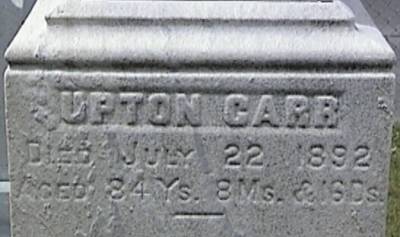 UPTON CARR
DIED JULY 22 1892
AGED 84 YS. 8 MS. & 16 DS.